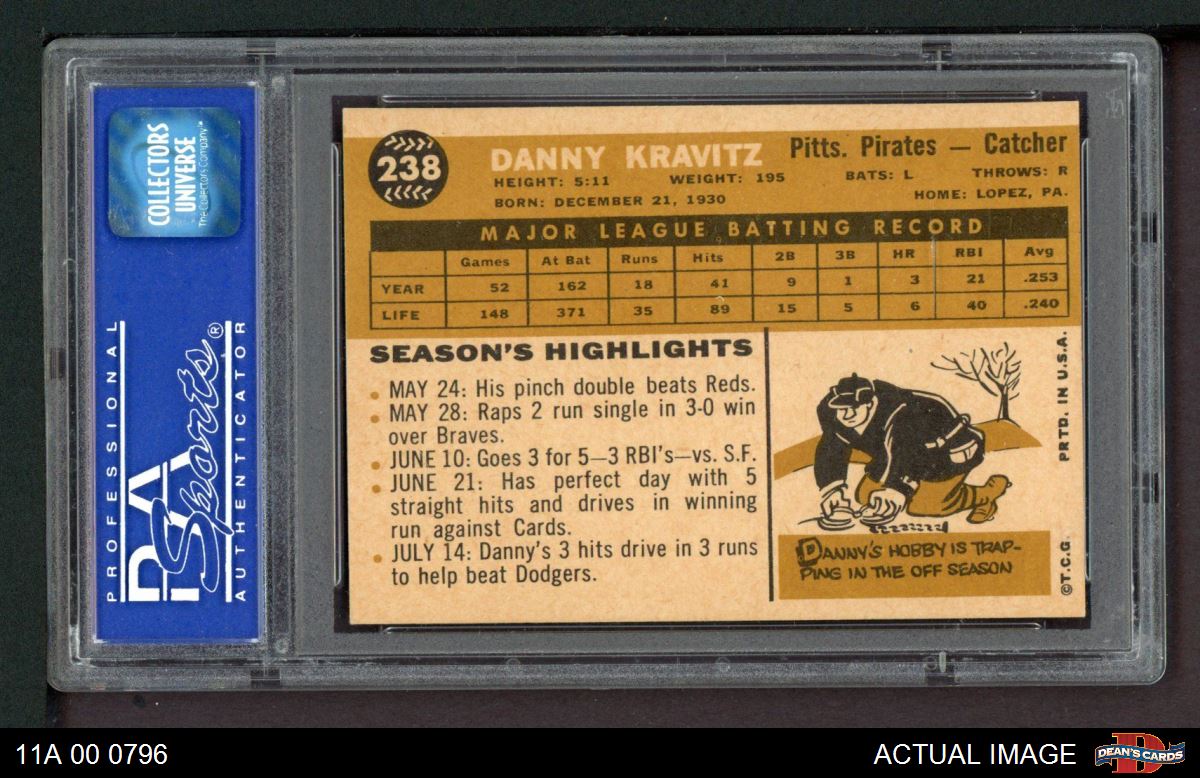 COLLECTORS
UNIVERSE
The Collectors Company™
PROFESSIONAL
PSA
Sports®
AUTHENTICATOR
238
DANNY KRAVITZ
Pitts. Pirates — Catcher
HEIGHT: 5:11 WEIGHT: 195 BATS: L THROWS: R
BORN: DECEMBER 21, 1930 HOME: LOPEZ, PA.
MAJOR LEAGUE BATTING RECORD
Games At Bat Runs Hits 2B 3B HR RBI Avg
YEAR 52 162 18 41 9 1 3 21 .253
LIFE 148 371 35 89 15 5 6 40 .240
SEASON'S HIGHLIGHTS
• MAY 24: His pinch double beats Reds.
• MAY 28: Raps 2 run single in 3-0 win
over Braves.
• JUNE 10: Goes 3 for 5—3 RBI's—vs. S.F.
• JUNE 21: Has perfect day with 5
straight hits and drives in winning
run against Cards.
• JULY 14: Danny's 3 hits drive in 3 runs
to help beat Dodgers.
DANNY'S HOBBY IS TRAP-
PING IN THE OFF SEASON
©T.C.G. PRTD. IN U.S.A.
11A 00 0796
ACTUAL IMAGE
D
DEAN'S CARDS